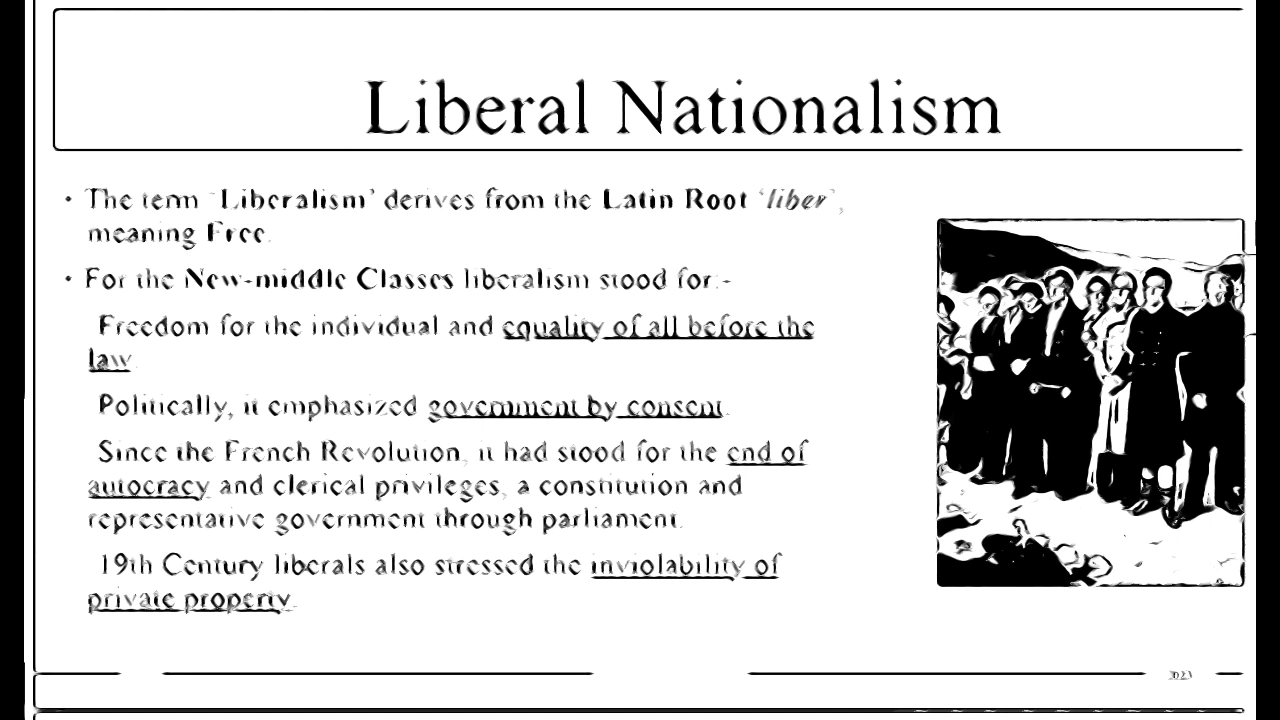 Liberal Nationalism
• The term 'Liberalism' derives from the Latin Root 'liber',
meaning Free.
• For the New-middle Classes liberalism stood for:-
Freedom for the individual and equality of all before the
law.
Politically, it emphasized government by consent.
Since the French Revolution, it had stood for the end of
autocracy and clerical privileges, a constitution and
representative government through parliament.
19th Century liberals also stressed the inviolability of
private property.